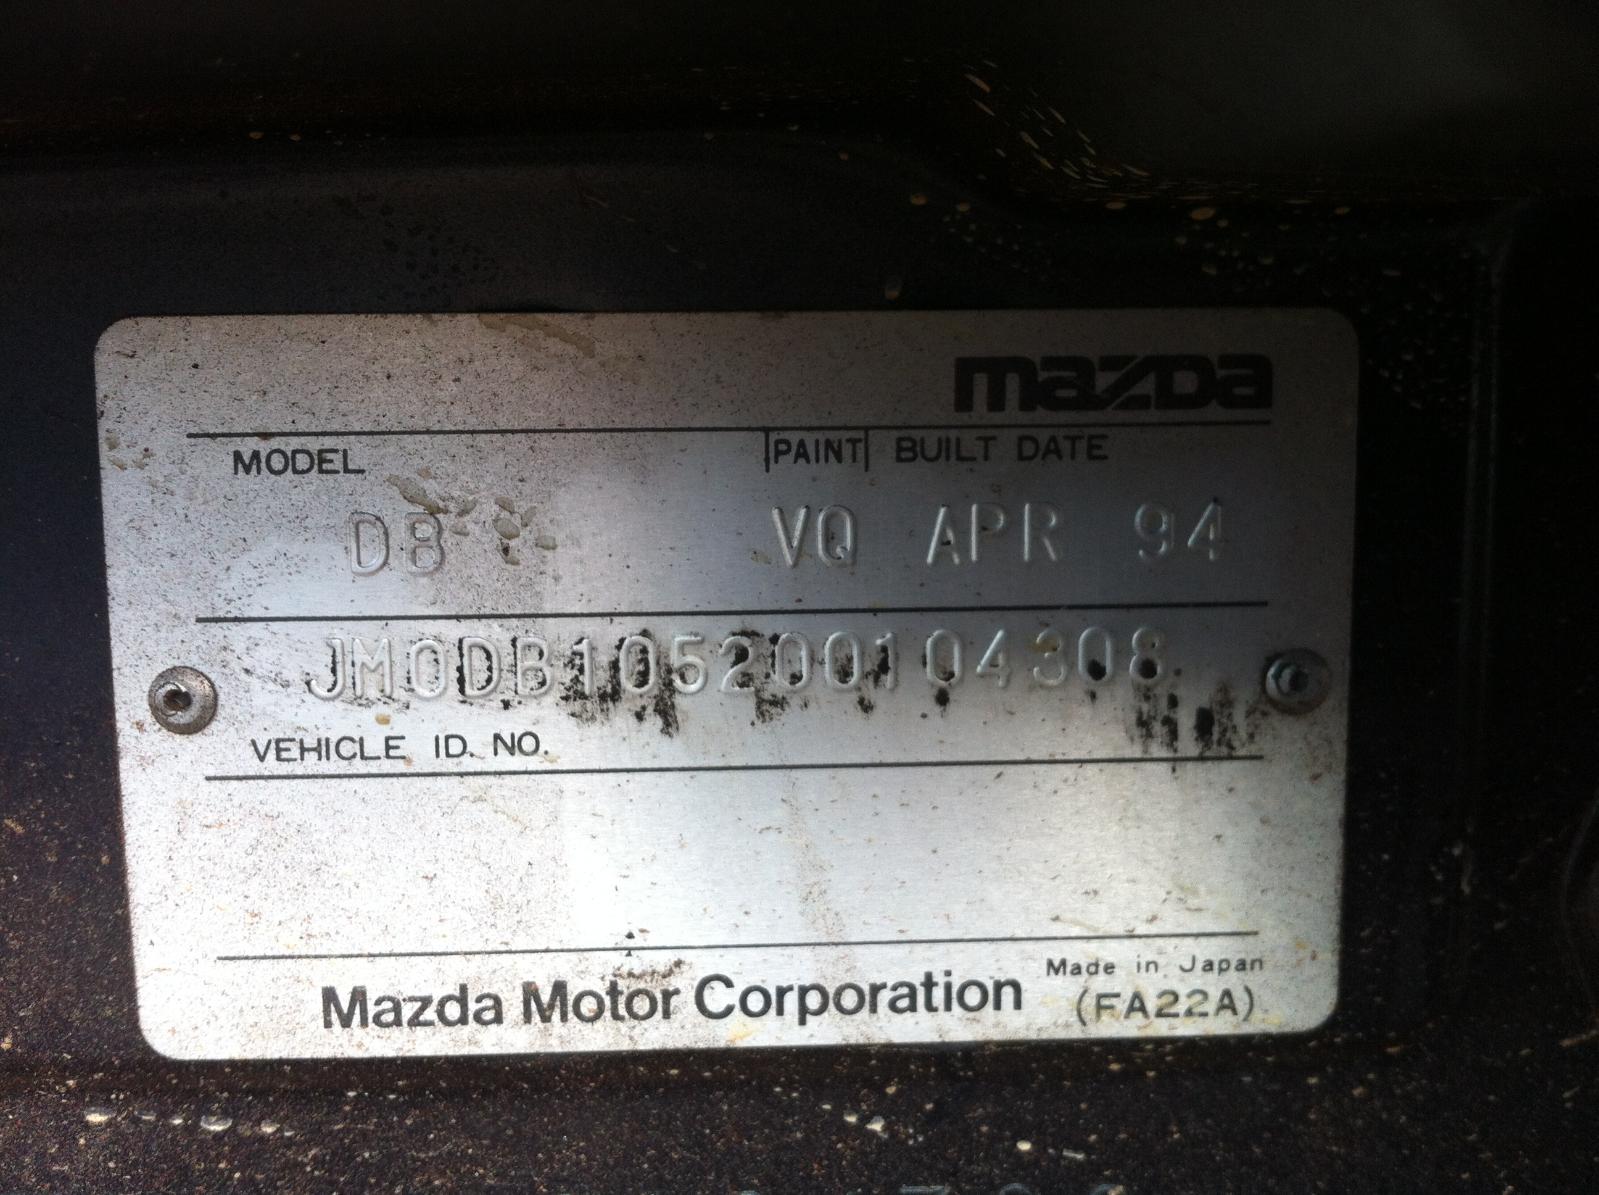 mazda
MODEL PAINT BUILT DATE
DB VQ APR 94
JM0DB105200104308
VEHICLE ID. NO.
Mazda Motor Corporation
Made in Japan
(FA22A)